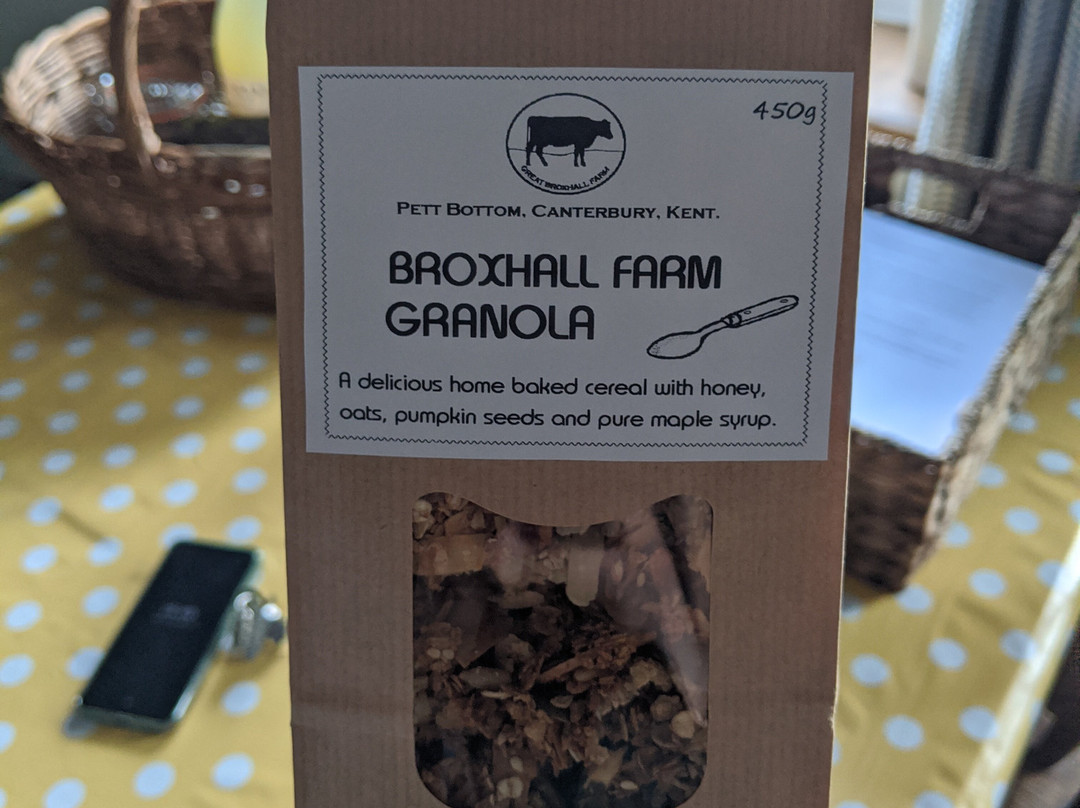 450g
GREAT BROXHALL FARM
PETT BOTTOM, CANTERBURY, KENT.
BROXHALL FARM
GRANOLA
A delicious home baked cereal with honey,
oats, pumpkin seeds and pure maple syrup.